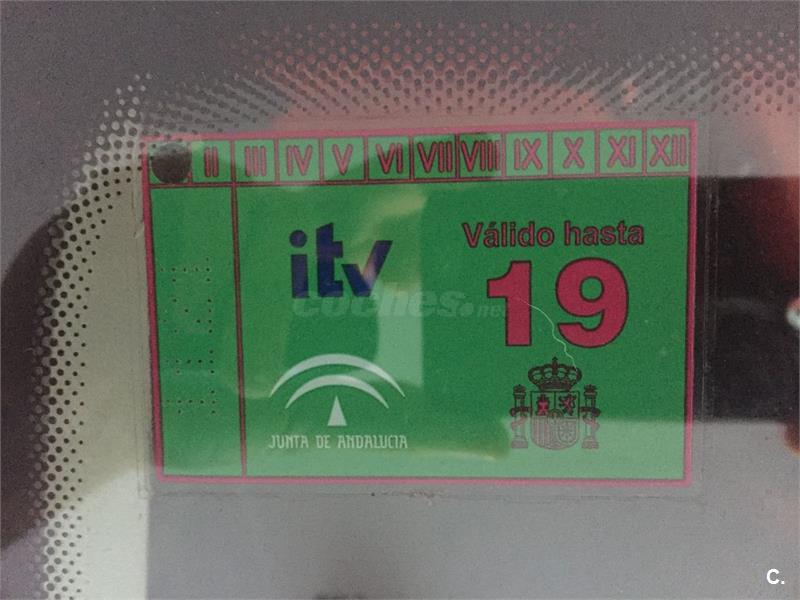 II III IV V VI VII VIII IX X XI XII
itv
Válido hasta
19
coches.net
JUNTA DE ANDALUCIA
C.